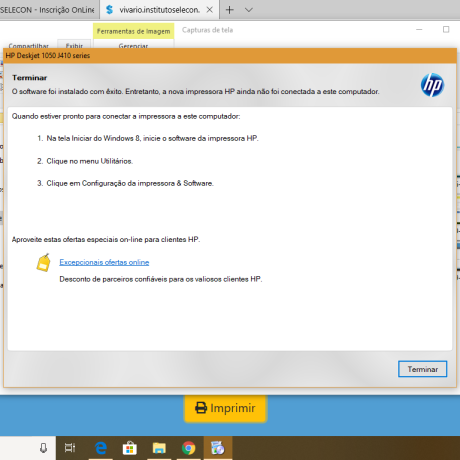 SELECON - Inscrição OnLine
vivario.institutoselecon.
Ferramentas de Imagem
Capturas de tela
Compartilhar
Exibir
Gerenciar
HP Deskjet 1050 J410 series
Terminar
O software foi instalado com êxito. Entretanto, a nova impressora HP ainda não foi conectada a este computador.
hp
Quando estiver pronto para conectar a impressora a este computador:
1. Na tela Iniciar do Windows 8, inicie o software da impressora HP.
2. Clique no menu Utilitários.
3. Clique em Configuração da impressora & Software.
Aproveite estas ofertas especiais on-line para clientes HP.
Excepcionais ofertas online
Desconto de parceiros confiáveis para os valiosos clientes HP.
Terminar
Imprimir